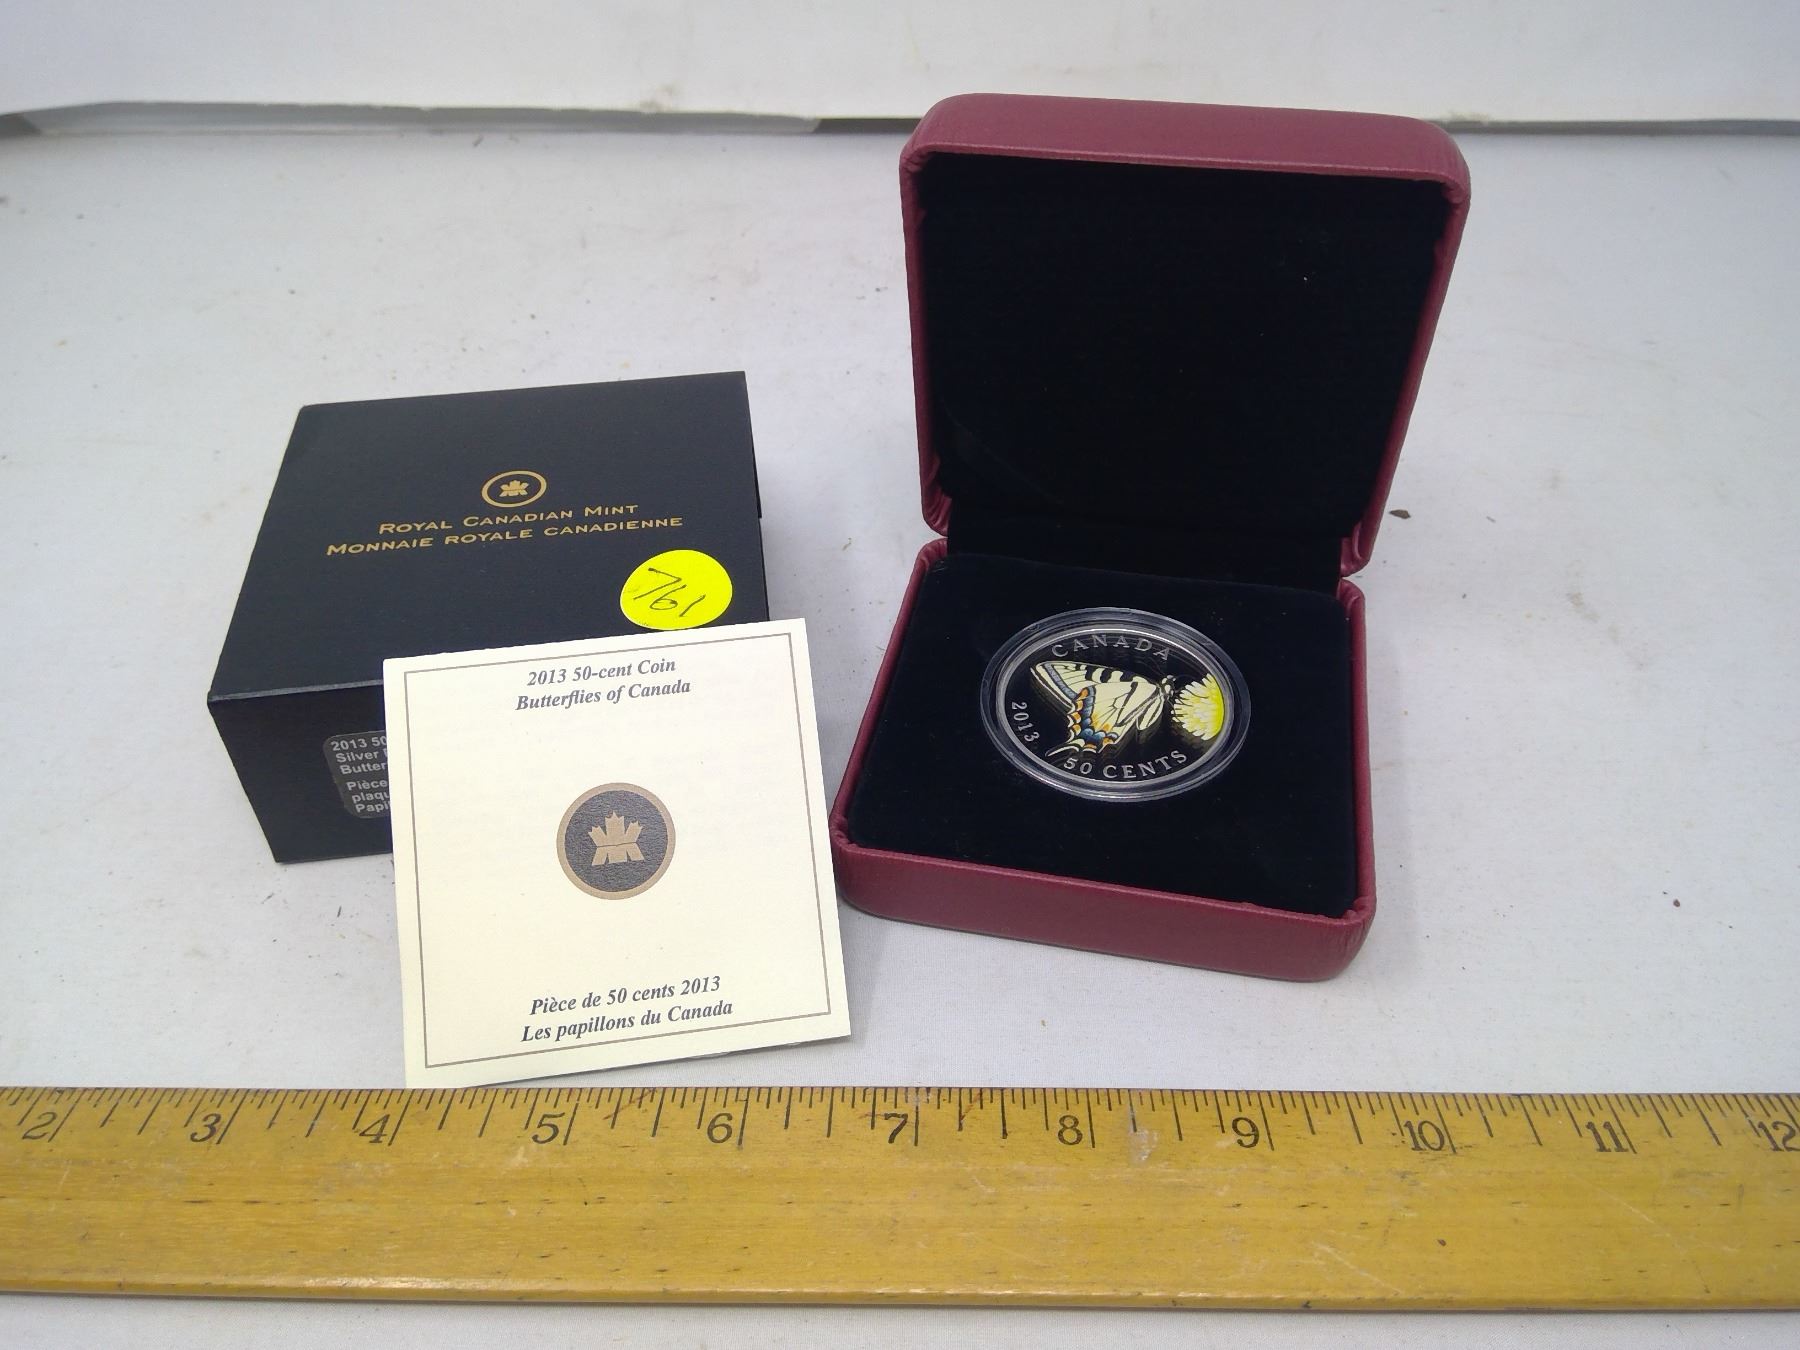 ROYAL CANADIAN MINT
MONNAIE ROYALE CANADIENNE
7161
2013 50
Silver
Butter
Pièce
plaqu
Papi
2013 50-cent Coin
Butterflies of Canada
Pièce de 50 cents 2013
Les papillons du Canada
CANADA
2013
50 CENTS
2 3 4 5 6 7 8 9 10 11 12